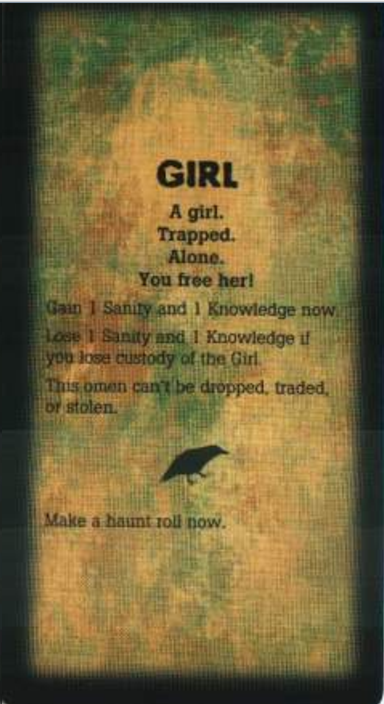 GIRL
A girl.
Trapped.
Alone.
You free her!
Gain 1 Sanity and 1 Knowledge now.
Lose 1 Sanity and 1 Knowledge if
you lose custody of the Girl.
This omen can't be dropped, traded,
or stolen.
Make a haunt roll now.